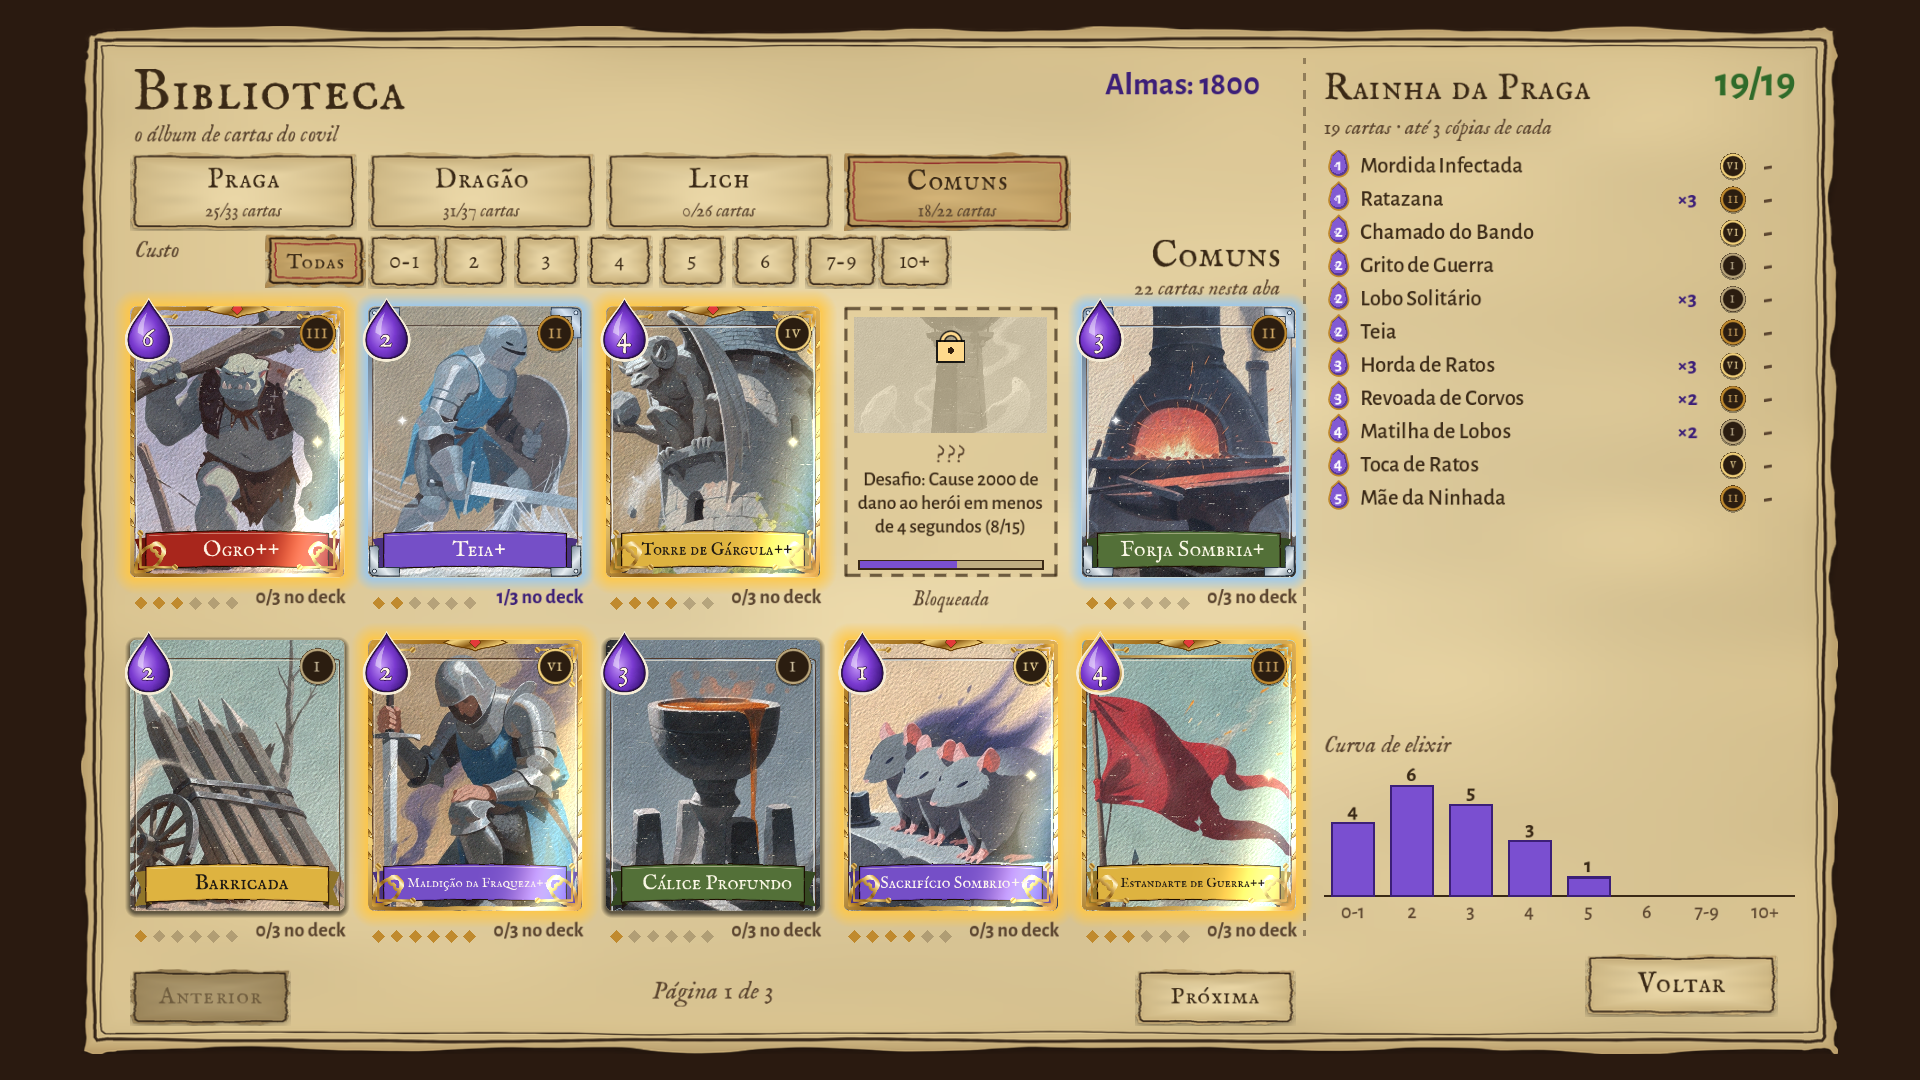 Biblioteca
o álbum de cartas do covil
Almas: 1800
Praga
25/33 cartas
Dragão
31/37 cartas
Lich
0/26 cartas
Comuns
18/22 cartas
Custo
Todas
0-1
2
3
4
5
6
7-9
10+
Comuns
22 cartas nesta aba
6
III
Ogro++
0/3 no deck
2
II
Teia+
1/3 no deck
4
IV
Torre de Gárgula++
0/3 no deck
???
Desafio: Cause 2000 de
dano ao herói em menos
de 4 segundos (8/15)
Bloqueada
3
II
Forja Sombria+
0/3 no deck
2
I
Barricada
0/3 no deck
2
VI
Maldição da Fraqueza+
0/3 no deck
3
I
Cálice Profundo
0/3 no deck
1
IV
Sacrifício Sombrio+
0/3 no deck
4
III
Estandarte de Guerra++
0/3 no deck
Anterior
Página 1 de 3
Próxima
Rainha da Praga
19/19
19 cartas · até 3 cópias de cada
1 Mordida Infectada VI -
1 Ratazana ×3 II -
2 Chamado do Bando VI -
2 Grito de Guerra I -
2 Lobo Solitário ×3 I -
2 Teia II -
3 Horda de Ratos ×3 VI -
3 Revoada de Corvos ×2 II -
4 Matilha de Lobos ×2 I -
4 Toca de Ratos V -
5 Mãe da Ninhada II -
Curva de elixir
4 6 5 3 1
0-1 2 3 4 5 6 7-9 10+
Voltar